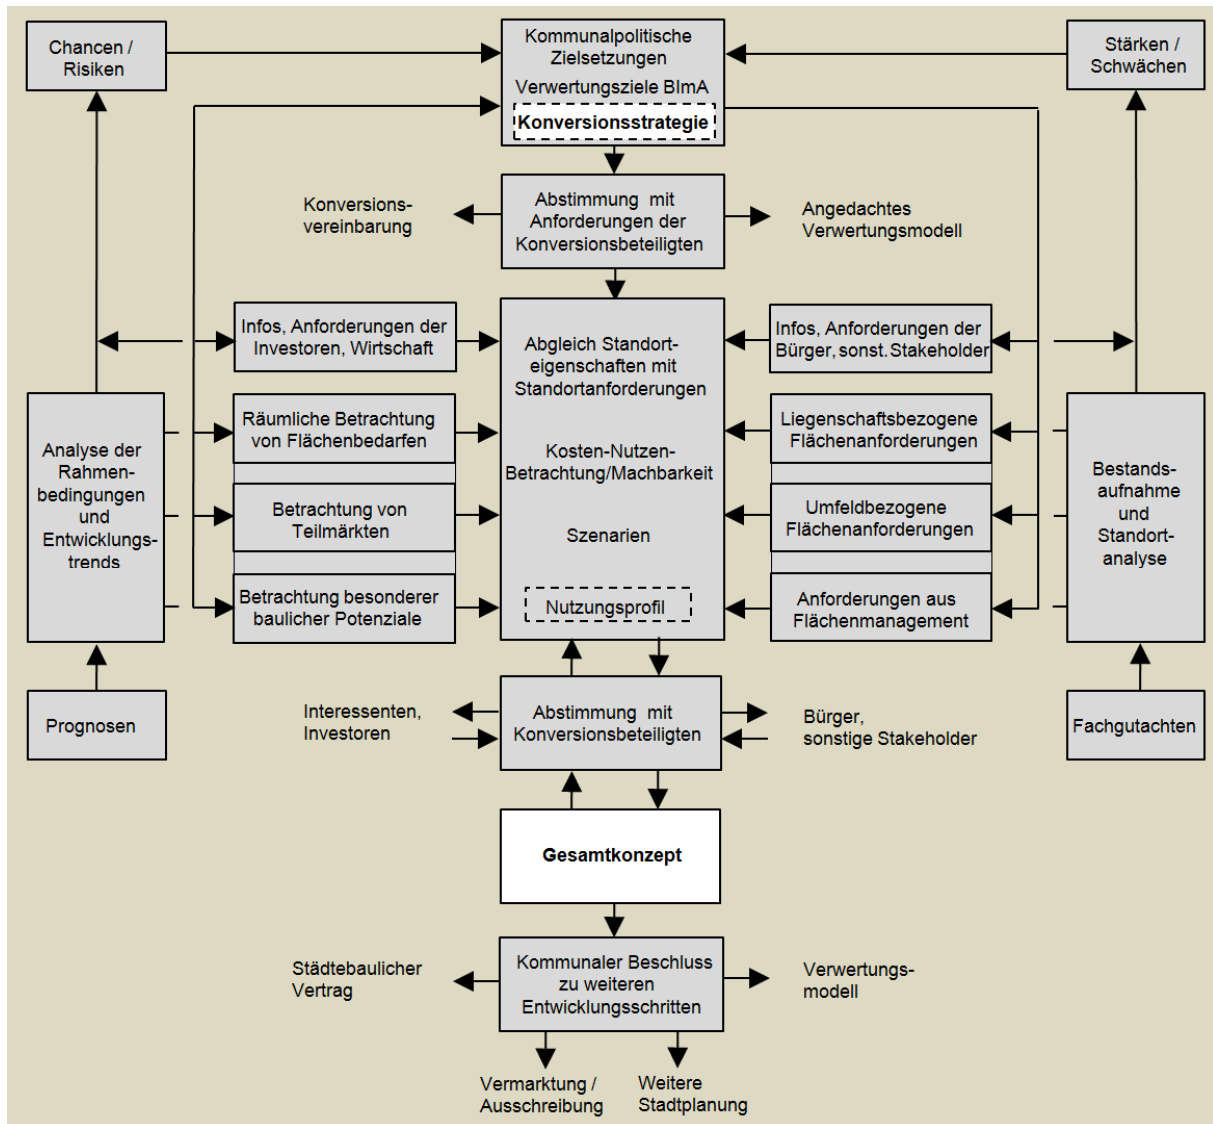 Chancen /
Risiken
Kommunalpolitische
Zielsetzungen
Verwertungsziele BImA
Konversionsstrategie
Stärken /
Schwächen
Konversions-
vereinbarung
Abstimmung mit
Anforderungen der
Konversionsbeteiligten
Angedachtes
Verwertungsmodell
Infos, Anforderungen der
Investoren, Wirtschaft
Abgleich Standort-
eigenschaften mit
Standortanforderungen
Kosten-Nutzen-
Betrachtung/Machbarkeit
Szenarien
Nutzungsprofil
Infos, Anforderungen der
Bürger, sonst. Stakeholder
Analyse der
Rahmen-
bedingungen
und
Entwicklungs-
trends
Räumliche Betrachtung
von Flächenbedarfen
Betrachtung von
Teilmärkten
Betrachtung besonderer
baulicher Potenziale
Liegenschaftsbezogene
Flächenanforderungen
Umfeldbezogene
Flächenanforderungen
Anforderungen aus
Flächenmanagement
Bestands-
aufnahme
und
Standort-
analyse
Prognosen
Interessenten,
Investoren
Abstimmung mit
Konversionsbeteiligten
Bürger,
sonstige Stakeholder
Fachgutachten
Gesamtkonzept
Städtebaulicher
Vertrag
Kommunaler Beschluss
zu weiteren
Entwicklungsschritten
Verwertungs-
modell
Vermarktung /
Ausschreibung
Weitere
Stadtplanung